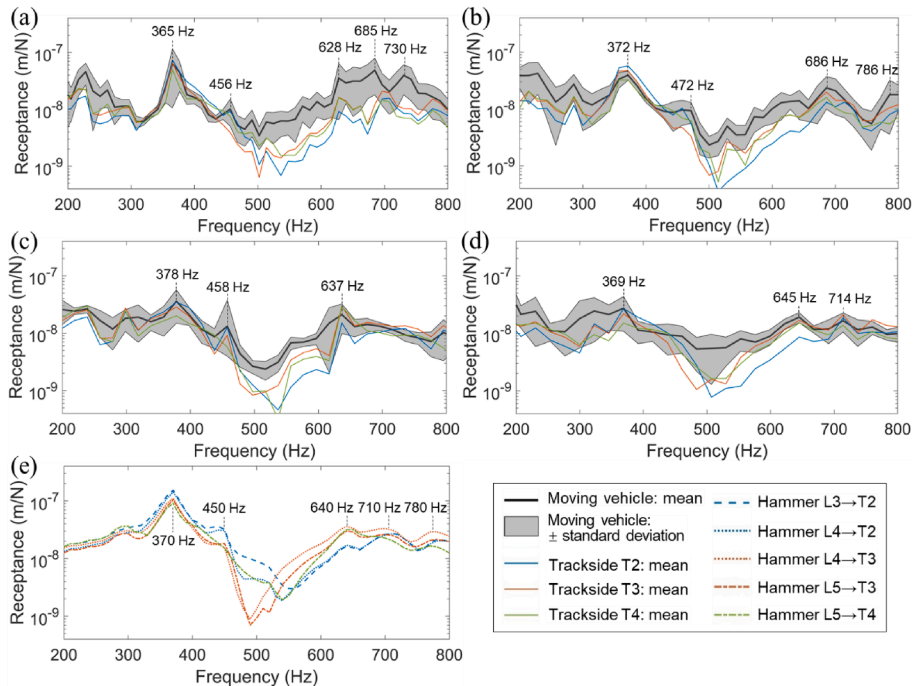 (a)
365 Hz
456 Hz
628 Hz
685 Hz
730 Hz
Receptance (m/N)
10-7
10-8
10-9
200 300 400 500 600 700 800
Frequency (Hz)
(b)
372 Hz
472 Hz
686 Hz
786 Hz
Receptance (m/N)
10-7
10-8
10-9
200 300 400 500 600 700 800
Frequency (Hz)
(c)
378 Hz
458 Hz
637 Hz
Receptance (m/N)
10-7
10-8
10-9
200 300 400 500 600 700 800
Frequency (Hz)
(d)
369 Hz
645 Hz
714 Hz
Receptance (m/N)
10-7
10-8
10-9
200 300 400 500 600 700 800
Frequency (Hz)
(e)
370 Hz
450 Hz
640 Hz
710 Hz
780 Hz
Receptance (m/N)
10-7
10-8
10-9
200 300 400 500 600 700 800
Frequency (Hz)
Moving vehicle: mean
Moving vehicle:
± standard deviation
Trackside T2: mean
Trackside T3: mean
Trackside T4: mean
Hammer L3→T2
Hammer L4→T2
Hammer L4→T3
Hammer L5→T3
Hammer L5→T4